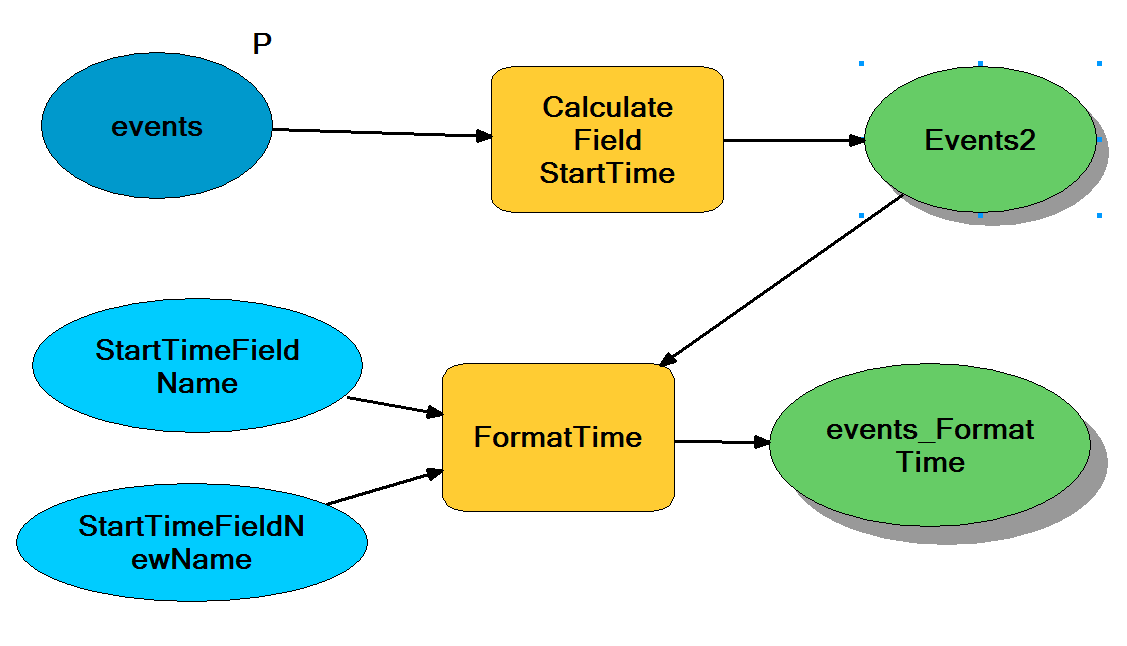 P
events
Calculate
Field
StartTime
Events2
StartTimeField
Name
FormatTime
events_Format
Time
StartTimeFieldN
ewName